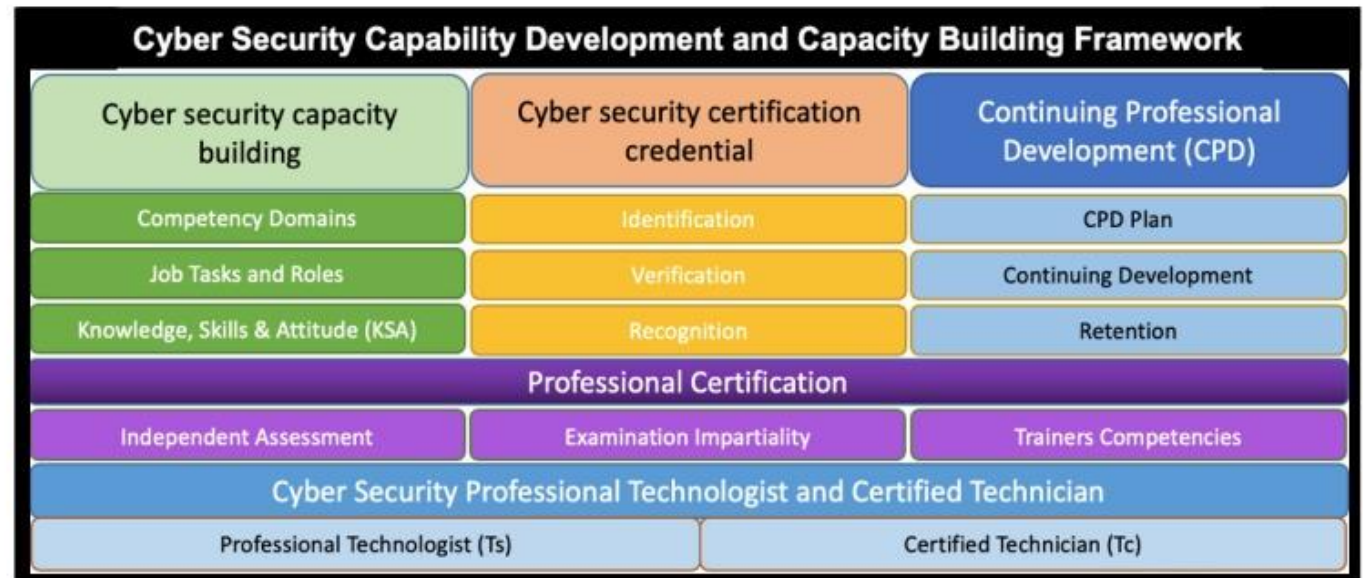 Cyber Security Capability Development and Capacity Building Framework
Cyber security capacity
building
Cyber security certification
credential
Continuing Professional
Development (CPD)
Competency Domains
Identification
CPD Plan
Job Tasks and Roles
Verification
Continuing Development
Knowledge, Skills & Attitude (KSA)
Recognition
Retention
Professional Certification
Independent Assessment
Examination Impartiality
Trainers Competencies
Cyber Security Professional Technologist and Certified Technician
Professional Technologist (Ts)
Certified Technician (Tc)